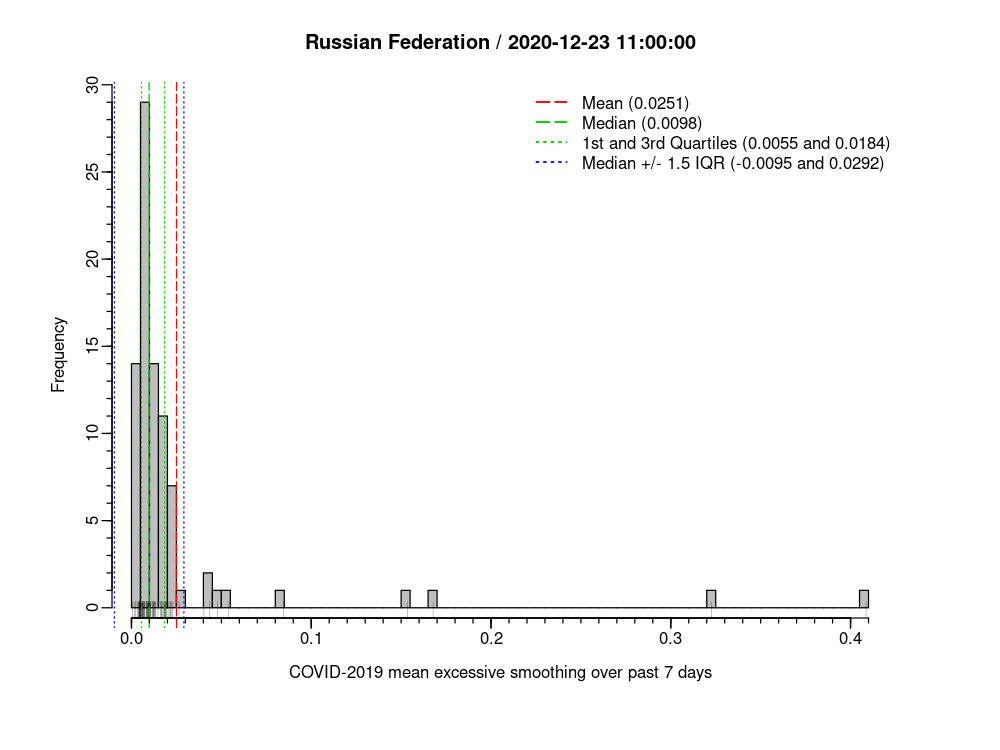 Russian Federation / 2020-12-23 11:00:00
Mean (0.0251)
Median (0.0098)
1st and 3rd Quartiles (0.0055 and 0.0184)
Median +/- 1.5 IQR (-0.0095 and 0.0292)
Frequency
30
25
20
15
10
5
0
0.0 0.1 0.2 0.3 0.4
COVID-2019 mean excessive smoothing over past 7 days